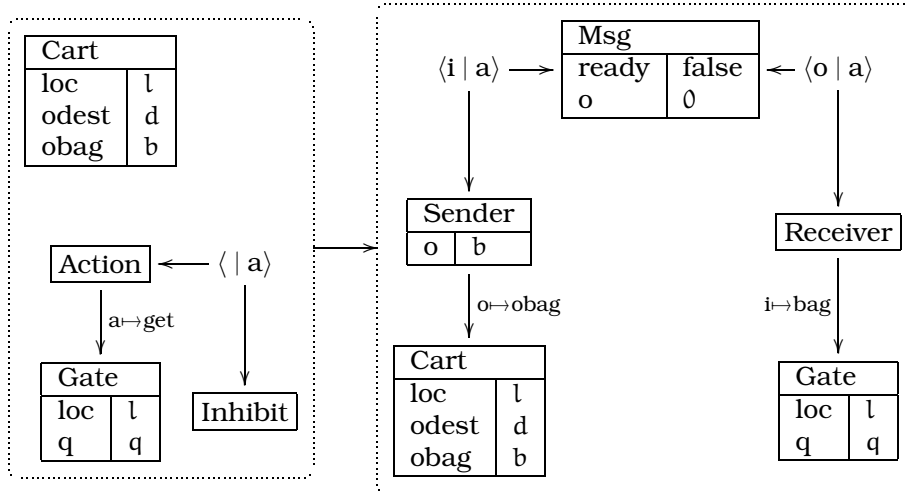 Cart
loc l
odest d
obag b
Action
⟨ | a⟩
a↦get
Gate
loc l
q q
Inhibit
⟨i | a⟩
Msg
ready false
o 0
⟨o | a⟩
Sender
o b
Receiver
o↦obag
i↦bag
Cart
loc l
odest d
obag b
Gate
loc l
q q